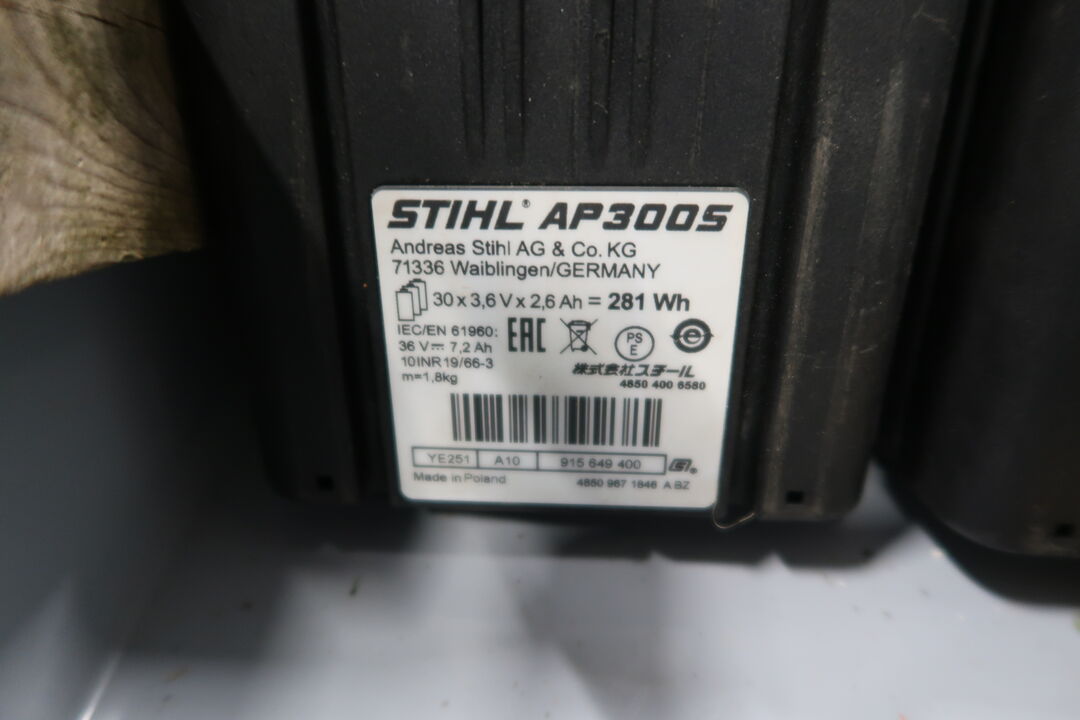 STIHL® AP300S
Andreas Stihl AG & Co. KG
71336 Waiblingen/GERMANY
30 x 3,6 V x 2,6 Ah = 281 Wh
IEC/EN 61960:
36 V⎓ 7,2 Ah
10INR19/66-3
m=1,8kg
EAC
PS
E
株式会社スチール
4850 400 6580
YE251 A10 915 649 400
Made in Poland
4850 967 1846 A BZ